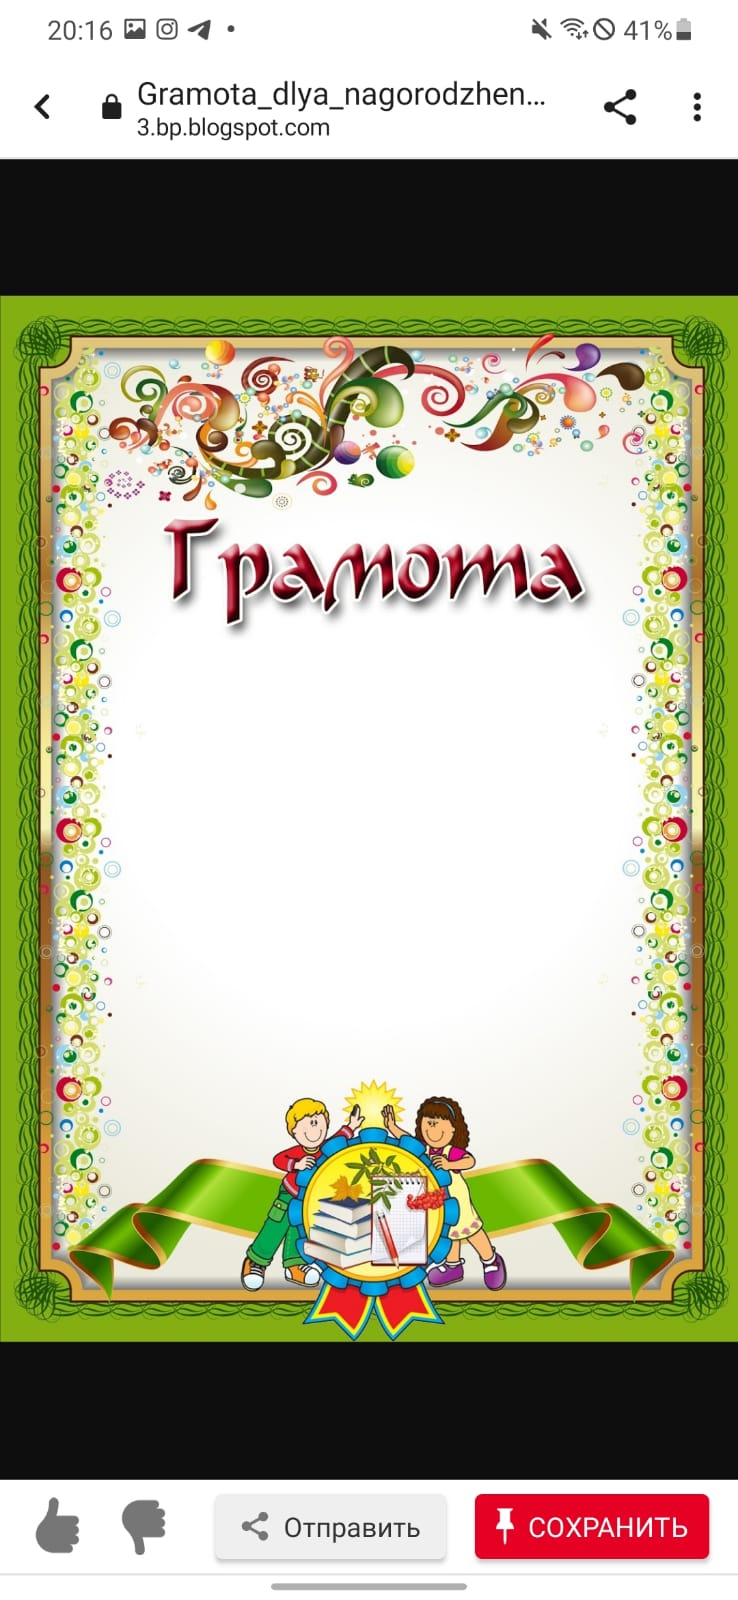 20:16 41%
Gramota_dlya_nagorodzhen...
3.bp.blogspot.com
Грамота
Отправить СОХРАНИТЬ